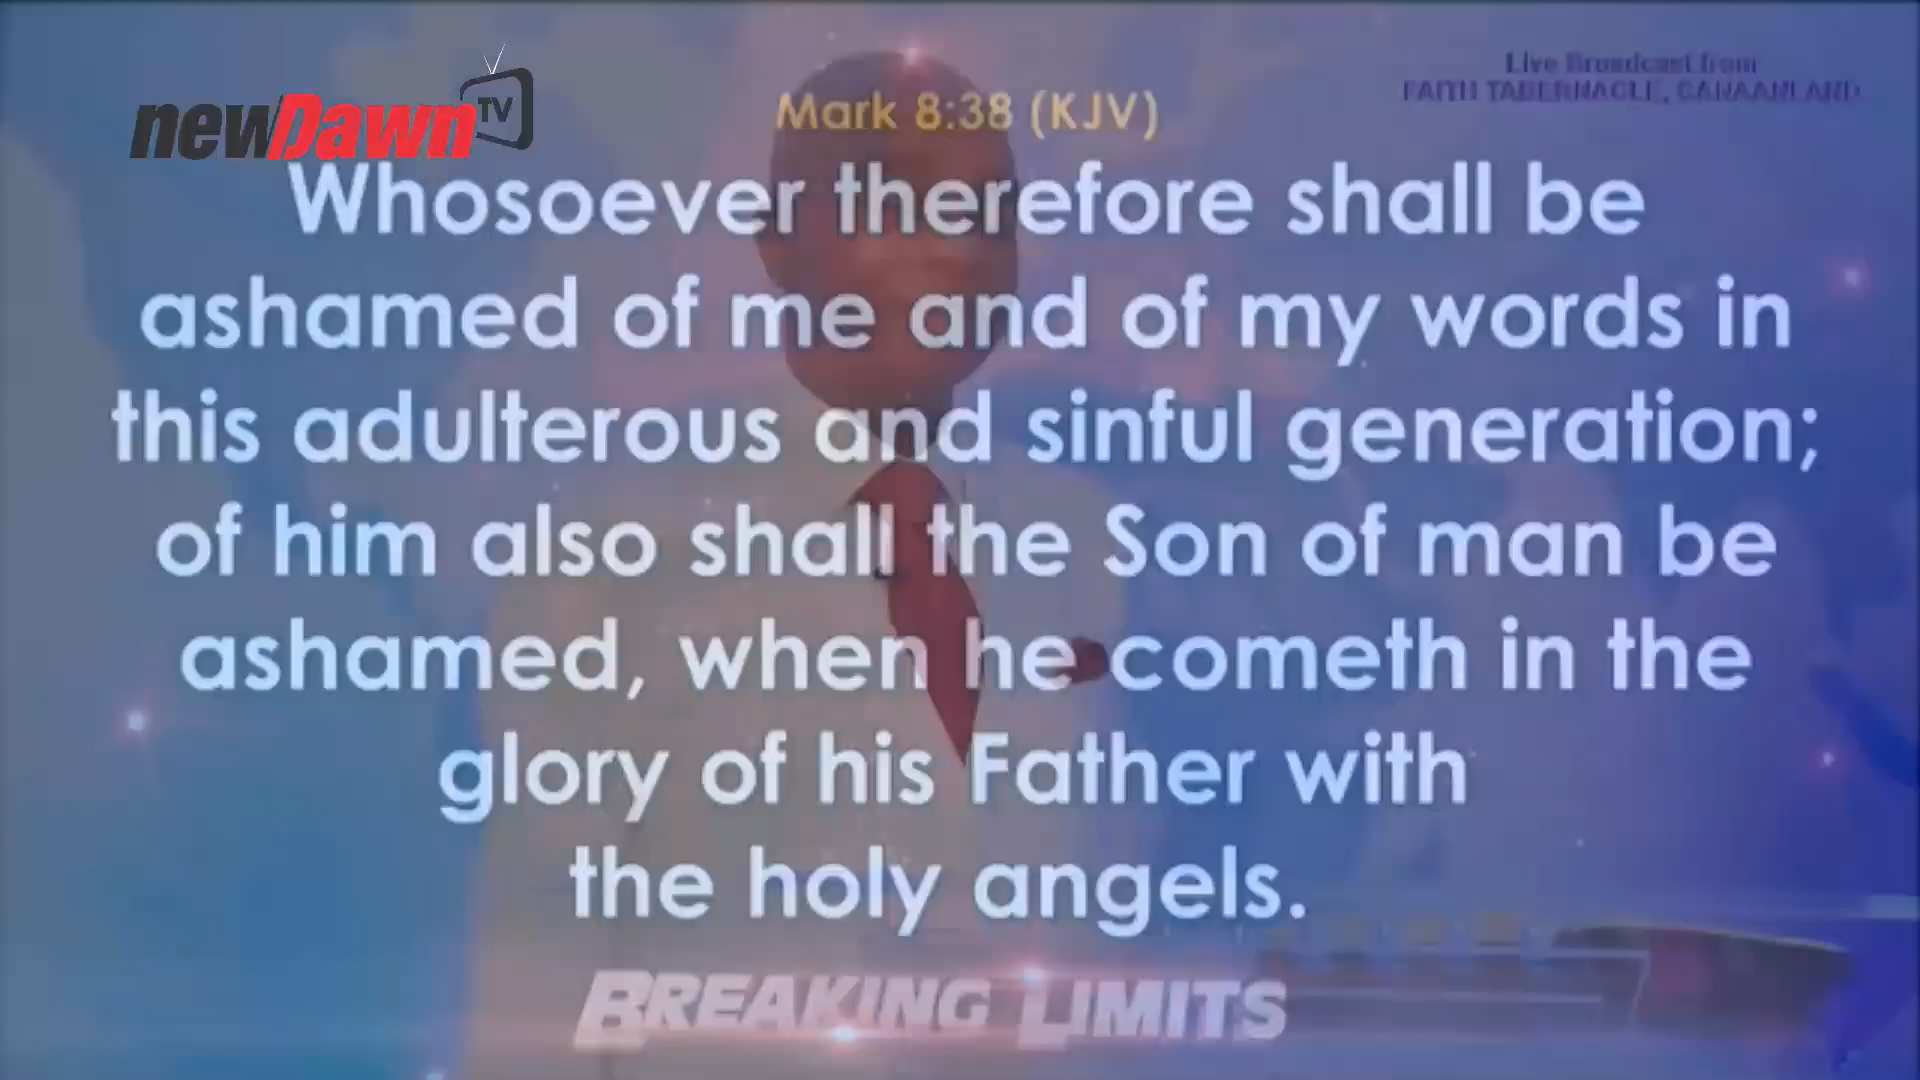 newDawn TV
Live Broadcast from
FAITH TABERNACLE, CANAANLAND
Mark 8:38 (KJV)
Whosoever therefore shall be
ashamed of me and of my words in
this adulterous and sinful generation;
of him also shall the Son of man be
ashamed, when he cometh in the
glory of his Father with
the holy angels.
BREAKING LIMITS